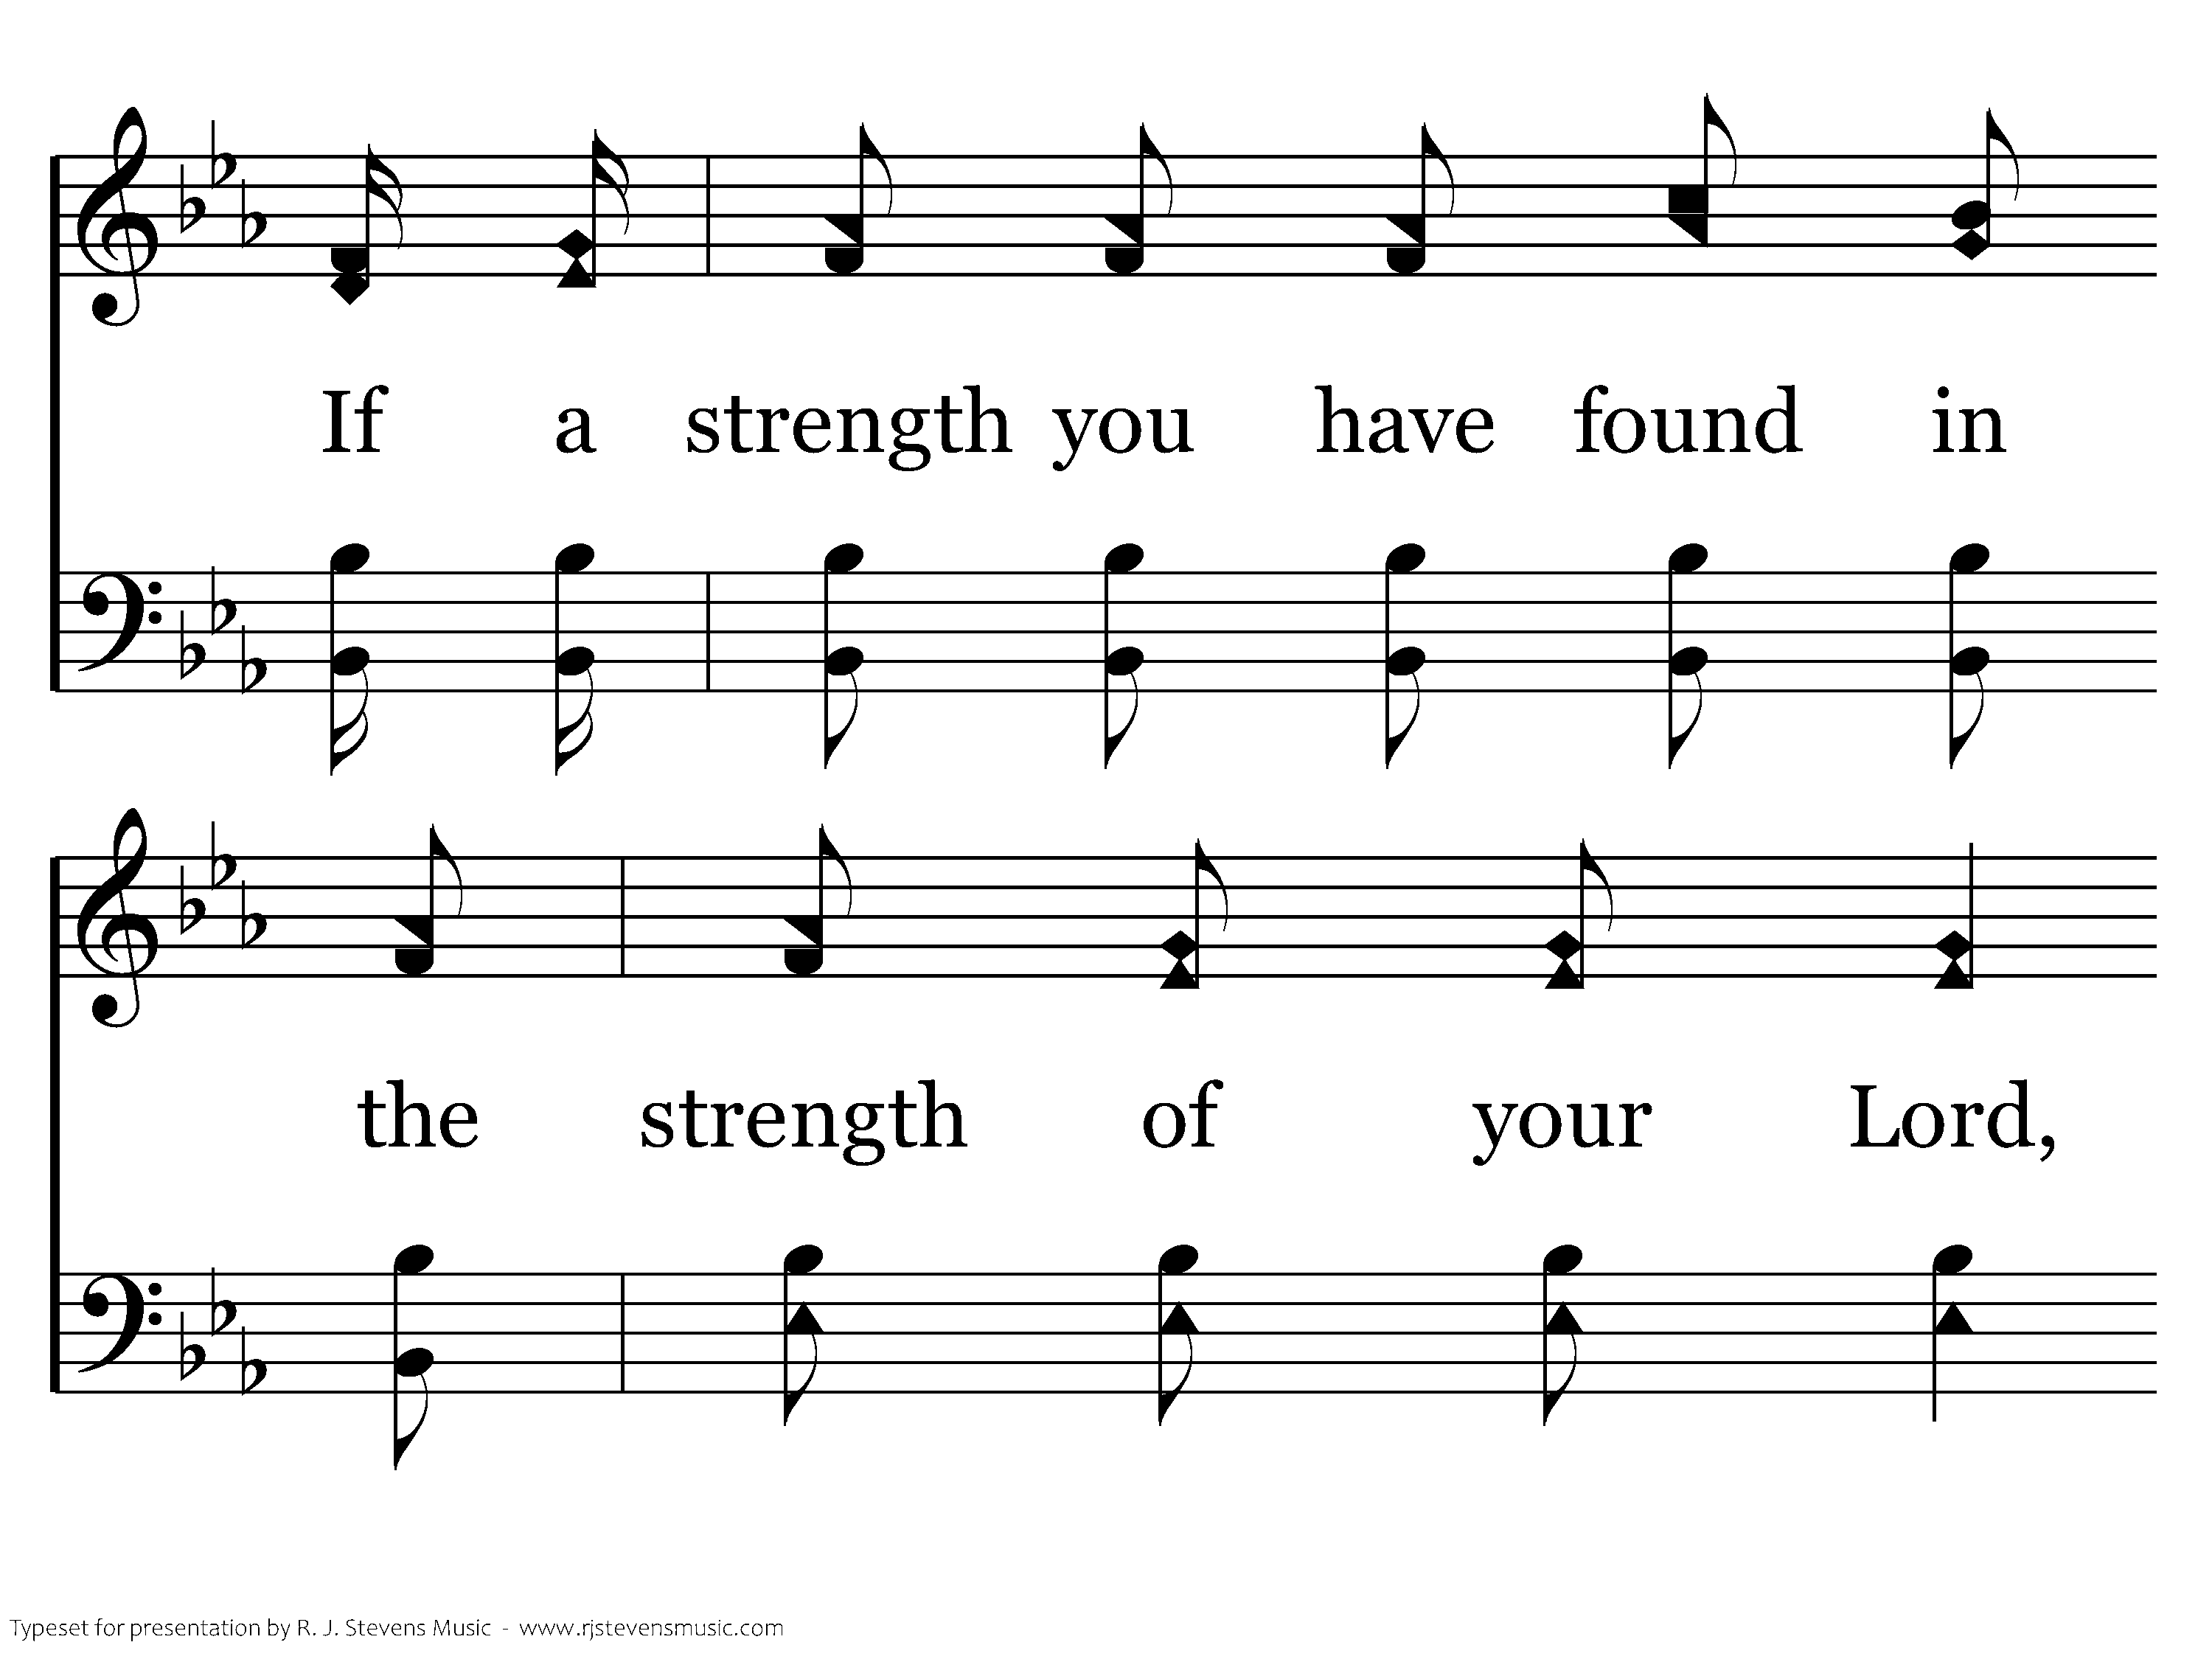 If a strength you have found in
the strength of your Lord,
Typeset for presentation by R. J. Stevens Music - www.rjstevensmusic.com